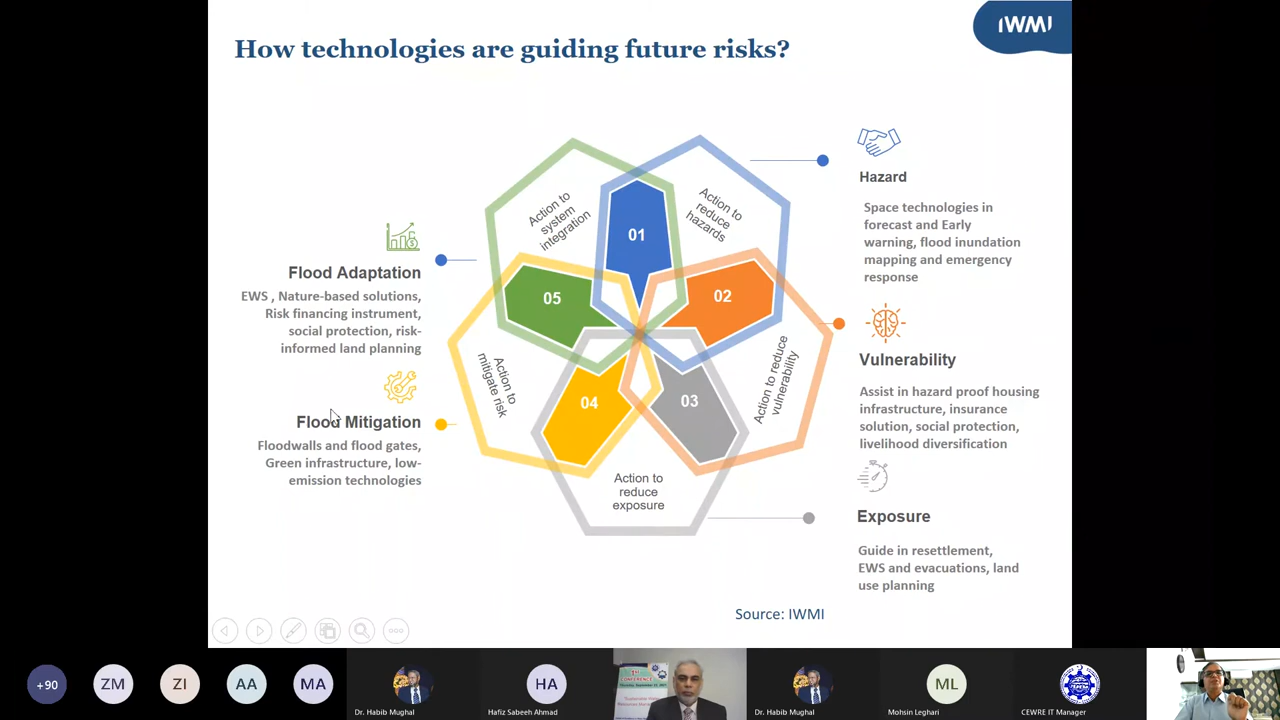 How technologies are guiding future risks?
IWMI
Hazard
Space technologies in
forecast and Early
warning, flood inundation
mapping and emergency
response
Vulnerability
Assist in hazard proof housing
infrastructure, insurance
solution, social protection,
livelihood diversification
Exposure
Guide in resettlement,
EWS and evacuations, land
use planning
Flood Adaptation
EWS , Nature-based solutions,
Risk financing instrument,
social protection, risk-
informed land planning
Flood Mitigation
Floodwalls and flood gates,
Green infrastructure, low-
emission technologies
Action to
system
integration
Action to
reduce
hazards
Action to reduce
vulnerability
Action to
reduce
exposure
Action to
mitigate risk
01
02
03
04
05
Source: IWMI
+90
ZM
ZI
AA
MA
Dr. Habib Mughal
HA
Hafiz Sabeeh Ahmad
CONFERENCE
Dr. Habib Mughal
ML
Mohsin Leghari
CEWRE IT Manager